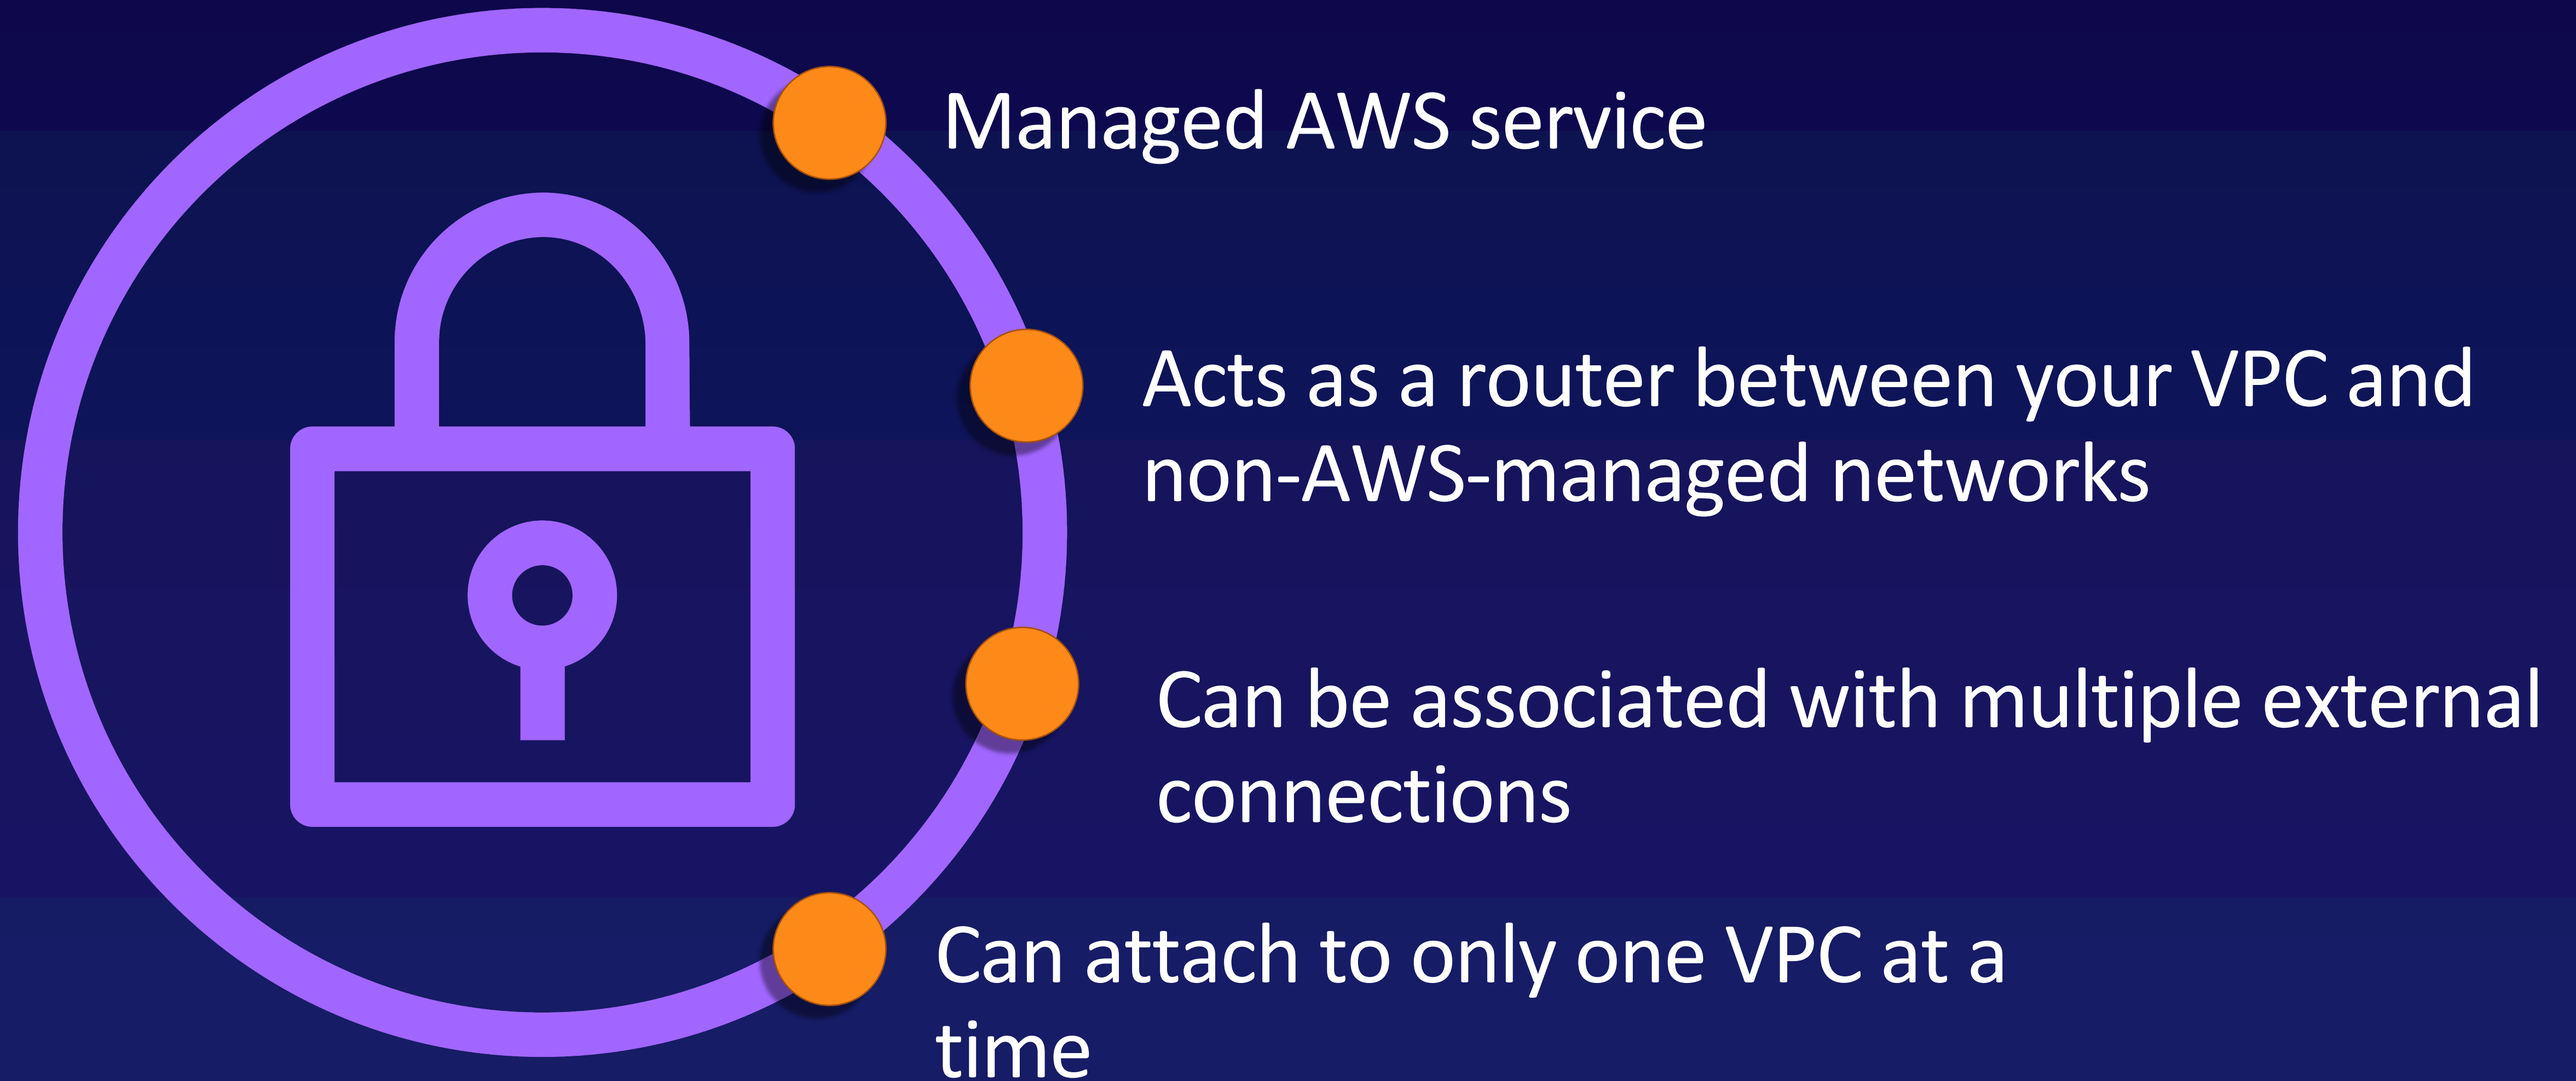 Managed AWS service
Acts as a router between your VPC and
non-AWS-managed networks
Can be associated with multiple external
connections
Can attach to only one VPC at a
time